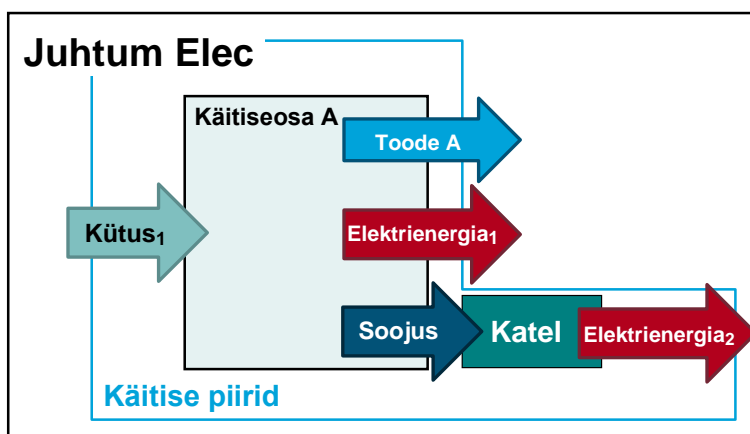 Juhtum Elec
Käitiseosa A
Toode A
Kütus₁
Elektrienergia₁
Soojus
Katel
Elektrienergia₂
Käitise piirid